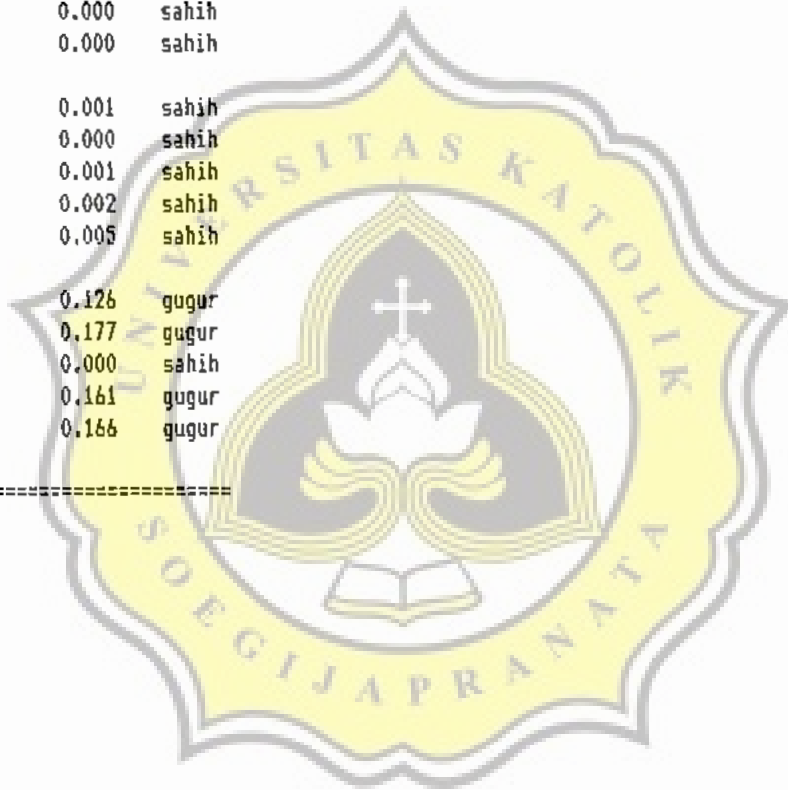 0.000 sahih
0.000 sahih
0.001 sahih
0.000 sahih
0.001 sahih
0.002 sahih
0.005 sahih
0.126 gugur
0.177 gugur
0.000 sahih
0.161 gugur
0.166 gugur
======================
UNIVERSITAS KATOLIK
SOEGIJAPRANATA